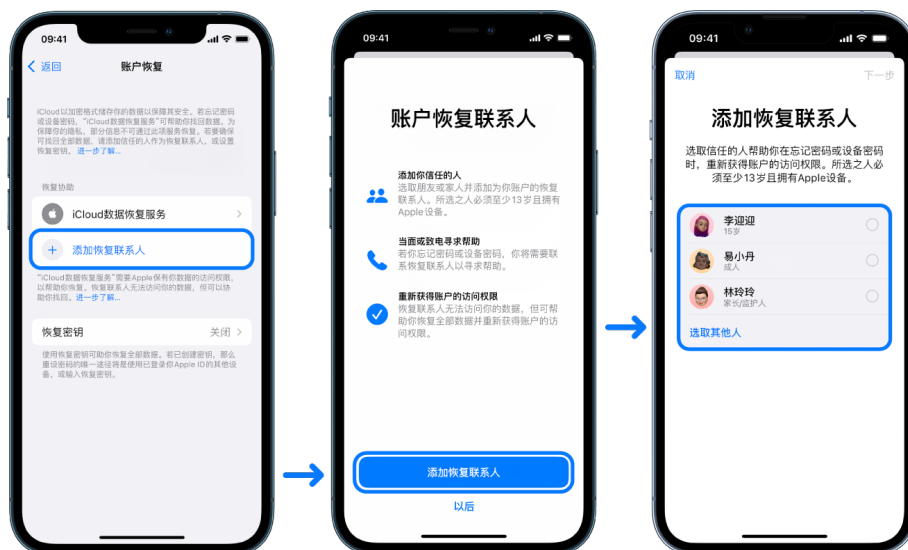 09:41
返回
账户恢复
iCloud以加密格式储存你的数据以保障其安全。若忘记密码
或设备密码，“iCloud数据恢复服务”可帮助你找回数据。为
保障你的隐私，部分信息不可通过此项服务恢复。若要确保
可找回全部数据，请添加信任的人作为恢复联系人，或设置
恢复密钥。进一步了解...
恢复协助
iCloud数据恢复服务
添加恢复联系人
“iCloud数据恢复服务”需要Apple保有你数据的访问权限，
以帮助你恢复。恢复联系人无法访问你的数据，但可以协
助你找回。进一步了解...
恢复密钥
关闭
使用恢复密钥可助你恢复全部数据。若已创建密钥，那么
重设密码的唯一途径将是使用已登录你Apple ID的其他设
备，或输入恢复密钥。
09:41
账户恢复联系人
添加你信任的人
选取朋友或家人并添加为你账户的恢复
联系人。所选之人必须至少13岁且拥有
Apple设备。
当面或致电寻求帮助
若你忘记密码或设备密码，你将需要联
系恢复联系人以寻求帮助。
重新获得账户的访问权限
恢复联系人无法访问你的数据，但可帮
助你恢复全部数据并重新获得账户的访
问权限。
添加恢复联系人
以后
09:41
取消
下一步
添加恢复联系人
选取信任的人帮助你在忘记密码或设备密码
时，重新获得账户的访问权限。所选之人必
须至少13岁且拥有Apple设备。
李迎迎
15岁
易小丹
成人
林玲玲
家长/监护人
选取其他人